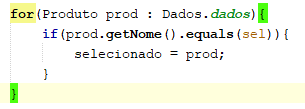 for(Produto prod : Dados.dados){
    if(prod.getNome().equals(sel)){
        selecionado = prod;
    }
}